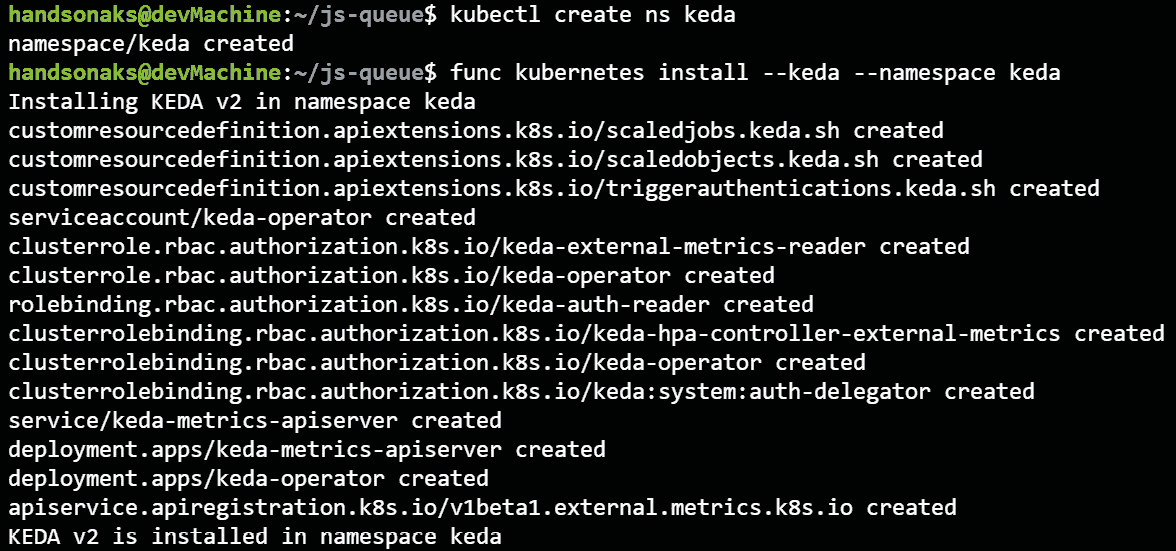 handsonaks@devMachine:~/js-queue$ kubectl create ns keda
namespace/keda created
handsonaks@devMachine:~/js-queue$ func kubernetes install --keda --namespace keda
Installing KEDA v2 in namespace keda
customresourcedefinition.apiextensions.k8s.io/scaledjobs.keda.sh created
customresourcedefinition.apiextensions.k8s.io/scaledobjects.keda.sh created
customresourcedefinition.apiextensions.k8s.io/triggerauthentications.keda.sh created
serviceaccount/keda-operator created
clusterrole.rbac.authorization.k8s.io/keda-external-metrics-reader created
clusterrole.rbac.authorization.k8s.io/keda-operator created
rolebinding.rbac.authorization.k8s.io/keda-auth-reader created
clusterrolebinding.rbac.authorization.k8s.io/keda-hpa-controller-external-metrics created
clusterrolebinding.rbac.authorization.k8s.io/keda-operator created
clusterrolebinding.rbac.authorization.k8s.io/keda:system:auth-delegator created
service/keda-metrics-apiserver created
deployment.apps/keda-metrics-apiserver created
deployment.apps/keda-operator created
apiservice.apiregistration.k8s.io/v1beta1.external.metrics.k8s.io created
KEDA v2 is installed in namespace keda